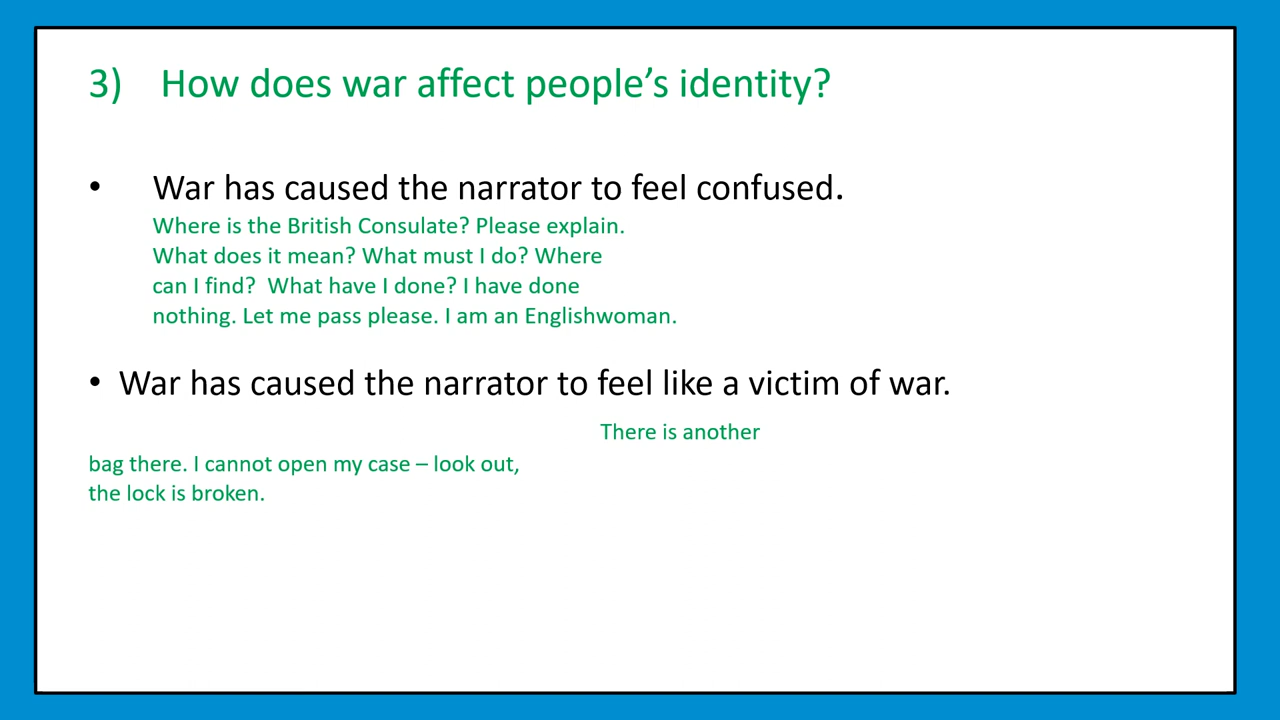 3) How does war affect people’s identity?
• War has caused the narrator to feel confused.
Where is the British Consulate? Please explain.
What does it mean? What must I do? Where
can I find? What have I done? I have done
nothing. Let me pass please. I am an Englishwoman.
• War has caused the narrator to feel like a victim of war.
There is another
bag there. I cannot open my case – look out,
the lock is broken.